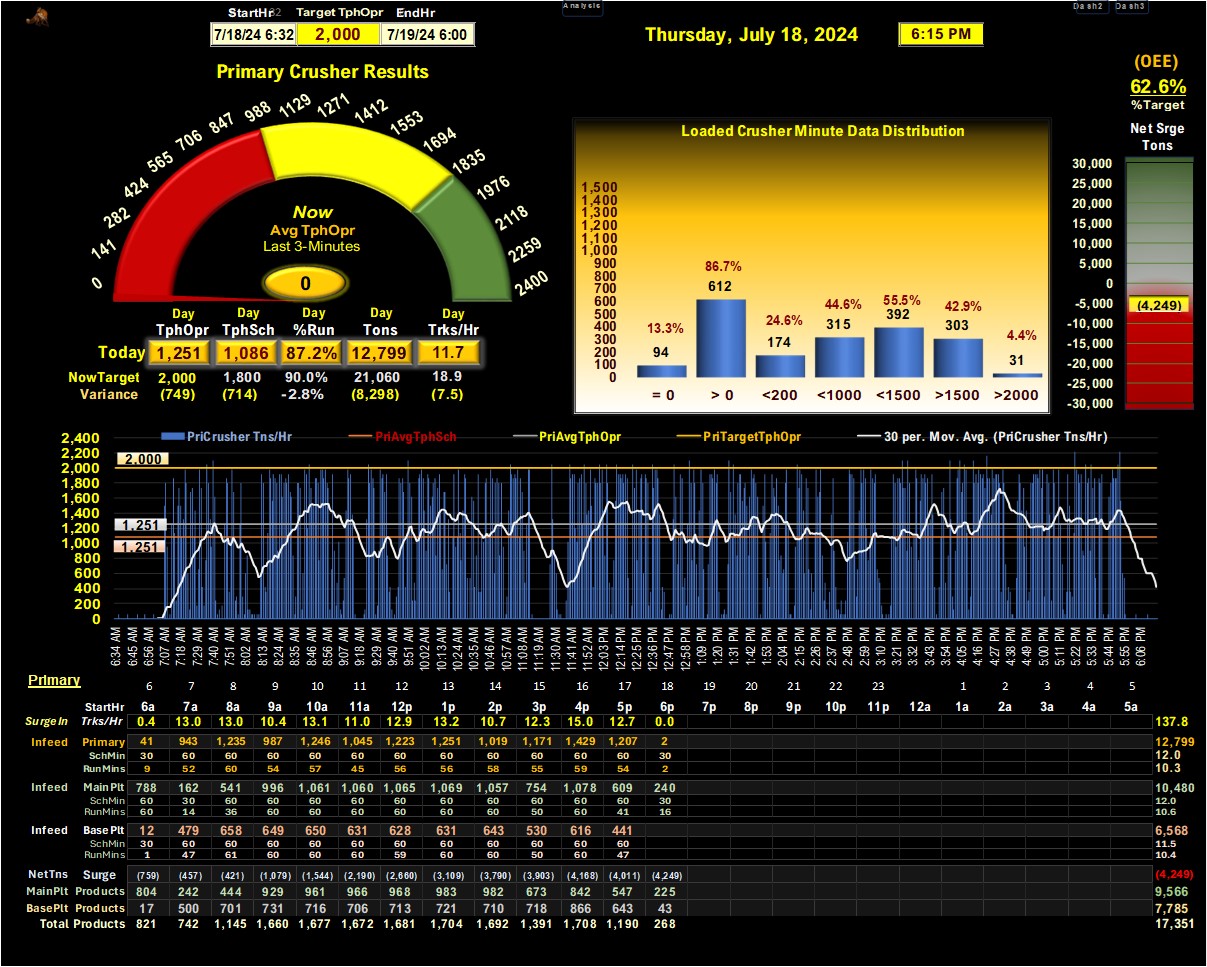 Analysis
Dash2 Dash3
StartHr32 Target TphOpr EndHr
7/18/24 6:32 2,000 7/19/24 6:00
Thursday, July 18, 2024 6:15 PM
(OEE)
62.6%
%Target
Primary Crusher Results
0 141 282 424 565 706 847 988 1129 1271 1412 1553 1694 1835 1976 2118 2259 2400
Now
Avg TphOpr
Last 3-Minutes
0
Day Day Day Day Day
TphOpr TphSch %Run Tons Trks/Hr
Today 1,251 1,086 87.2% 12,799 11.7
NowTarget 2,000 1,800 90.0% 21,060 18.9
Variance (749) (714) -2.8% (8,298) (7.5)
Loaded Crusher Minute Data Distribution
1,500
1,400
1,300
1,200
1,100
1,000
900
800
700
600
500
400
300
200
100
0
13.3% 86.7% 24.6% 44.6% 55.5% 42.9% 4.4%
94 612 174 315 392 303 31
= 0 > 0 <200 <1000 <1500 >1500 >2000
Net Srge
Tons
30,000
25,000
20,000
15,000
10,000
5,000
0
-5,000
-10,000
-15,000
-20,000
-25,000
-30,000
(4,249)
PriCrusher Tns/Hr PriAvgTphSch PriAvgTphOpr PriTargetTphOpr 30 per. Mov. Avg. (PriCrusher Tns/Hr)
2,400
2,200
2,000
1,800
1,600
1,400
1,200
1,000
800
600
400
200
0
2,000
1,251
1,251
6:34 AM 6:45 AM 6:56 AM 7:07 AM 7:18 AM 7:29 AM 7:40 AM 7:51 AM 8:02 AM 8:13 AM 8:24 AM 8:35 AM 8:46 AM 8:56 AM 9:07 AM 9:18 AM 9:29 AM 9:40 AM 9:51 AM 10:02 AM 10:13 AM 10:24 AM 10:35 AM 10:46 AM 10:57 AM 11:08 AM 11:19 AM 11:30 AM 11:41 AM 11:52 AM 12:03 PM 12:14 PM 12:25 PM 12:36 PM 12:47 PM 12:58 PM 1:09 PM 1:20 PM 1:31 PM 1:42 PM 1:53 PM 2:04 PM 2:15 PM 2:26 PM 2:37 PM 2:48 PM 2:59 PM 3:10 PM 3:21 PM 3:32 PM 3:43 PM 3:54 PM 4:05 PM 4:16 PM 4:27 PM 4:38 PM 4:49 PM 5:00 PM 5:11 PM 5:22 PM 5:33 PM 5:44 PM 5:55 PM 6:06 PM
Primary
6 7 8 9 10 11 12 13 14 15 16 17 18 19 20 21 22 23 1 2 3 4 5
StartHr 6a 7a 8a 9a 10a 11a 12p 1p 2p 3p 4p 5p 6p 7p 8p 9p 10p 11p 12a 1a 2a 3a 4a 5a
SurgeIn Trks/Hr 0.4 13.0 13.0 10.4 13.1 11.0 12.9 13.2 10.7 12.3 15.0 12.7 0.0 137.8
Infeed Primary 41 943 1,235 987 1,246 1,045 1,223 1,251 1,019 1,171 1,429 1,207 2 12,799
SchMin 30 60 60 60 60 60 60 60 60 60 60 60 30 12.0
RunMins 9 52 60 54 57 45 56 56 58 55 59 54 2 10.3
Infeed MainPlt 788 162 541 996 1,061 1,060 1,065 1,069 1,057 754 1,078 609 240 10,480
SchMin 60 30 60 60 60 60 60 60 60 60 60 60 30 12.0
RunMins 60 14 36 60 60 60 60 60 60 50 60 41 16 10.6
Infeed BasePlt 12 479 658 649 650 631 628 631 643 530 616 441 6,568
SchMin 30 60 60 60 60 60 60 60 60 60 60 60 11.5
RunMins 1 47 61 60 60 60 59 60 60 50 60 47 10.4
NetTns Surge (759) (457) (421) (1,079) (1,544) (2,190) (2,660) (3,109) (3,790) (3,903) (4,168) (4,011) (4,249) (4,249)
MainPlt Products 804 242 444 929 961 966 968 983 982 673 842 547 225 9,566
BasePlt Products 17 500 701 731 716 706 713 721 710 718 866 643 43 7,785
Total Products 821 742 1,145 1,660 1,677 1,672 1,681 1,704 1,692 1,391 1,708 1,190 268 17,351